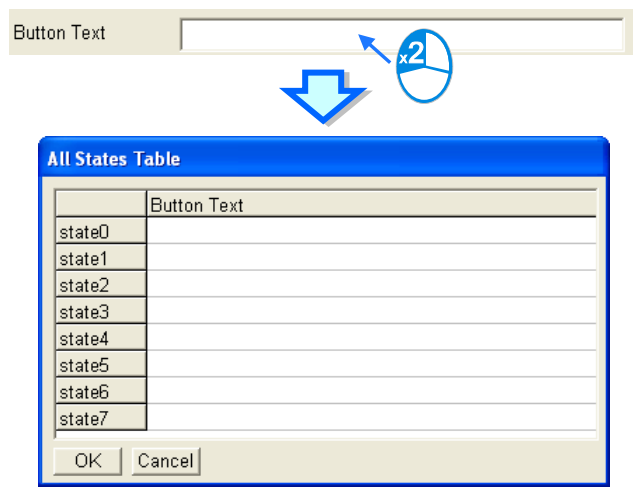 Button Text
x2
All States Table
Button Text
state0
state1
state2
state3
state4
state5
state6
state7
OK Cancel